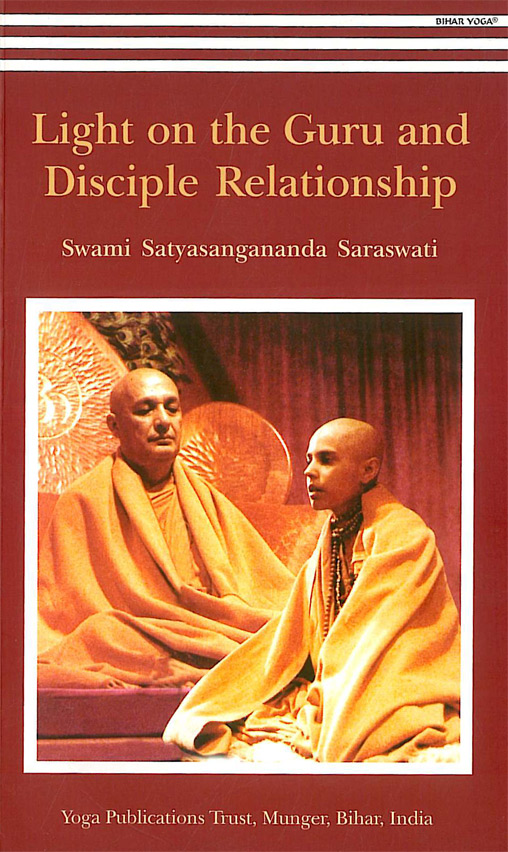 BIHAR YOGA®
Light on the Guru and
Disciple Relationship
Swami Satyasangananda Saraswati
Yoga Publications Trust, Munger, Bihar, India